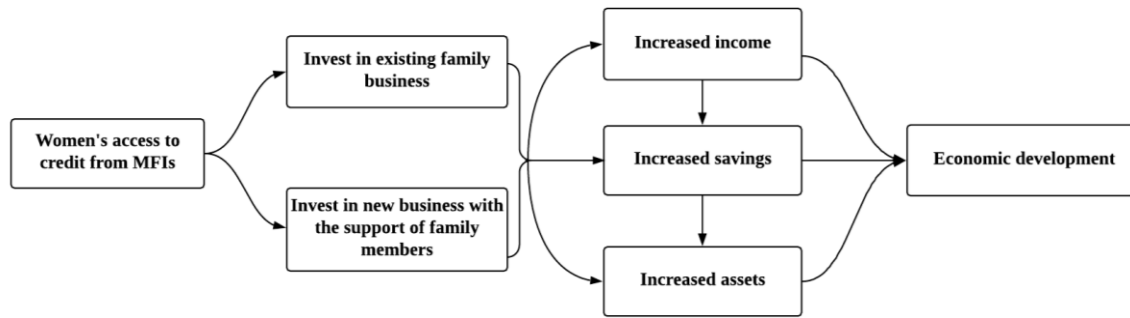 Women's access to
credit from MFIs
Invest in existing family
business
Invest in new business with
the support of family
members
Increased income
Increased savings
Increased assets
Economic development